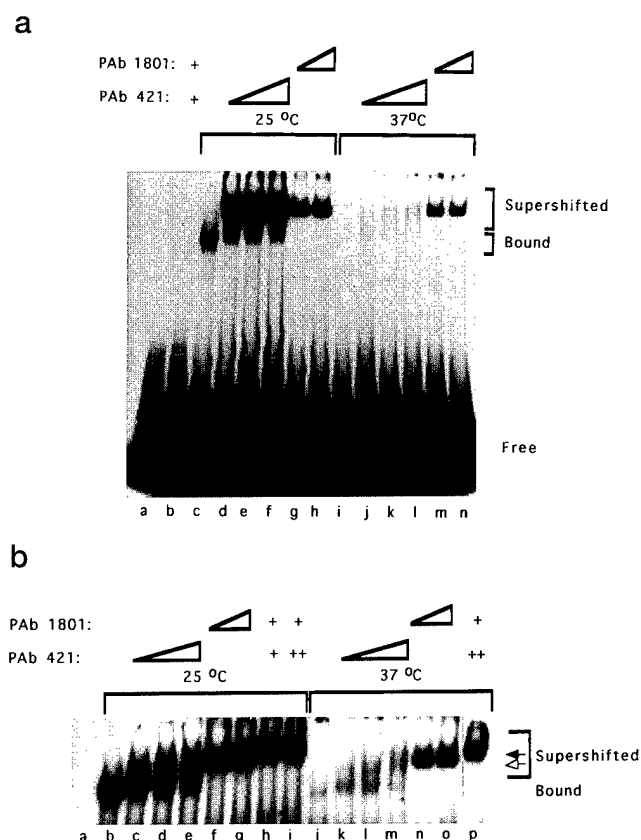 a
PAb 1801: +
PAb 421: +
25 °C 37°C
Supershifted
Bound
Free
a b c d e f g h i j k l m n
b
PAb 1801: + + +
PAb 421: + ++ ++
25 °C 37 °C
Supershifted
Bound
a b c d e f g h i j k l m n o p